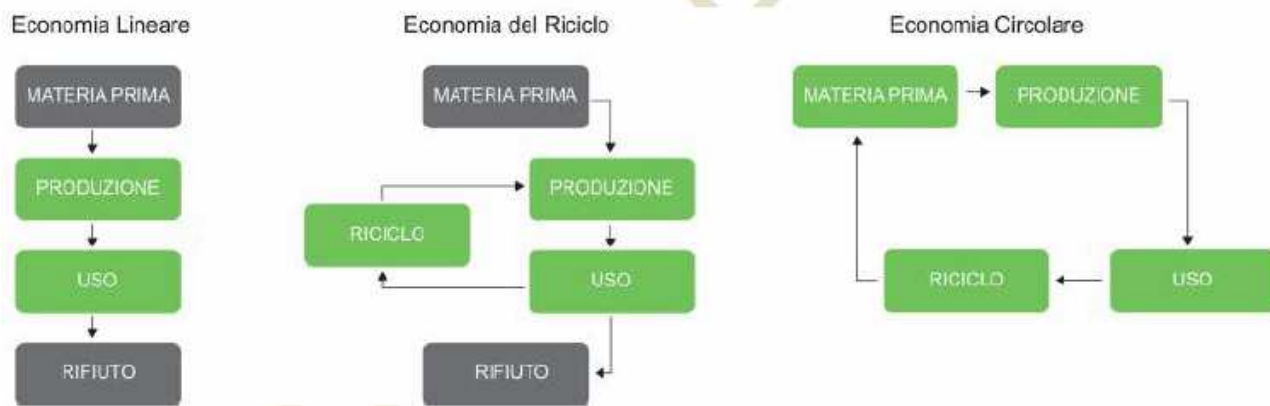 Economia Lineare
MATERIA PRIMA
PRODUZIONE
USO
RIFIUTO
Economia del Riciclo
MATERIA PRIMA
PRODUZIONE
RICICLO
USO
RIFIUTO
Economia Circolare
MATERIA PRIMA
PRODUZIONE
RICICLO
USO